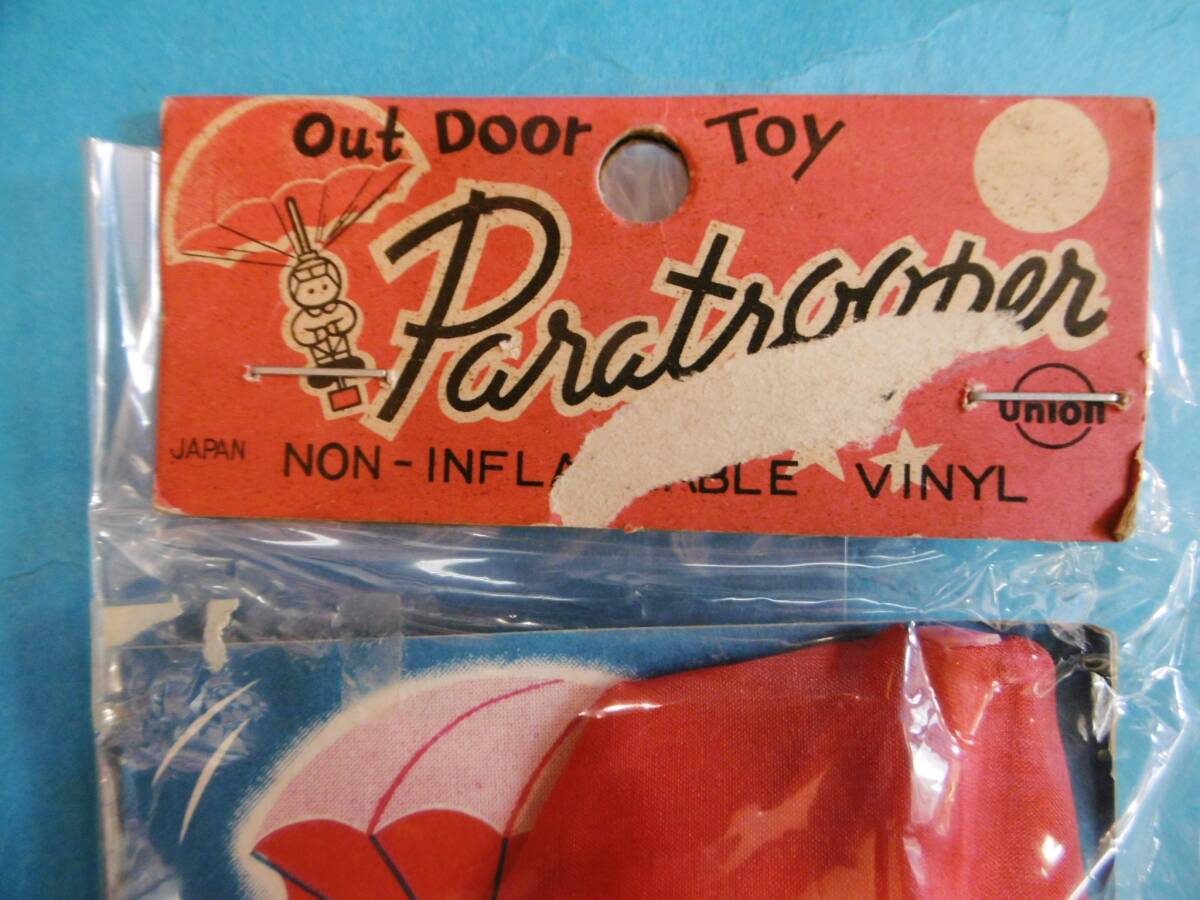 Out Door Toy
Paratrooper
Union
JAPAN
NON-INFLA ABLE VINYL